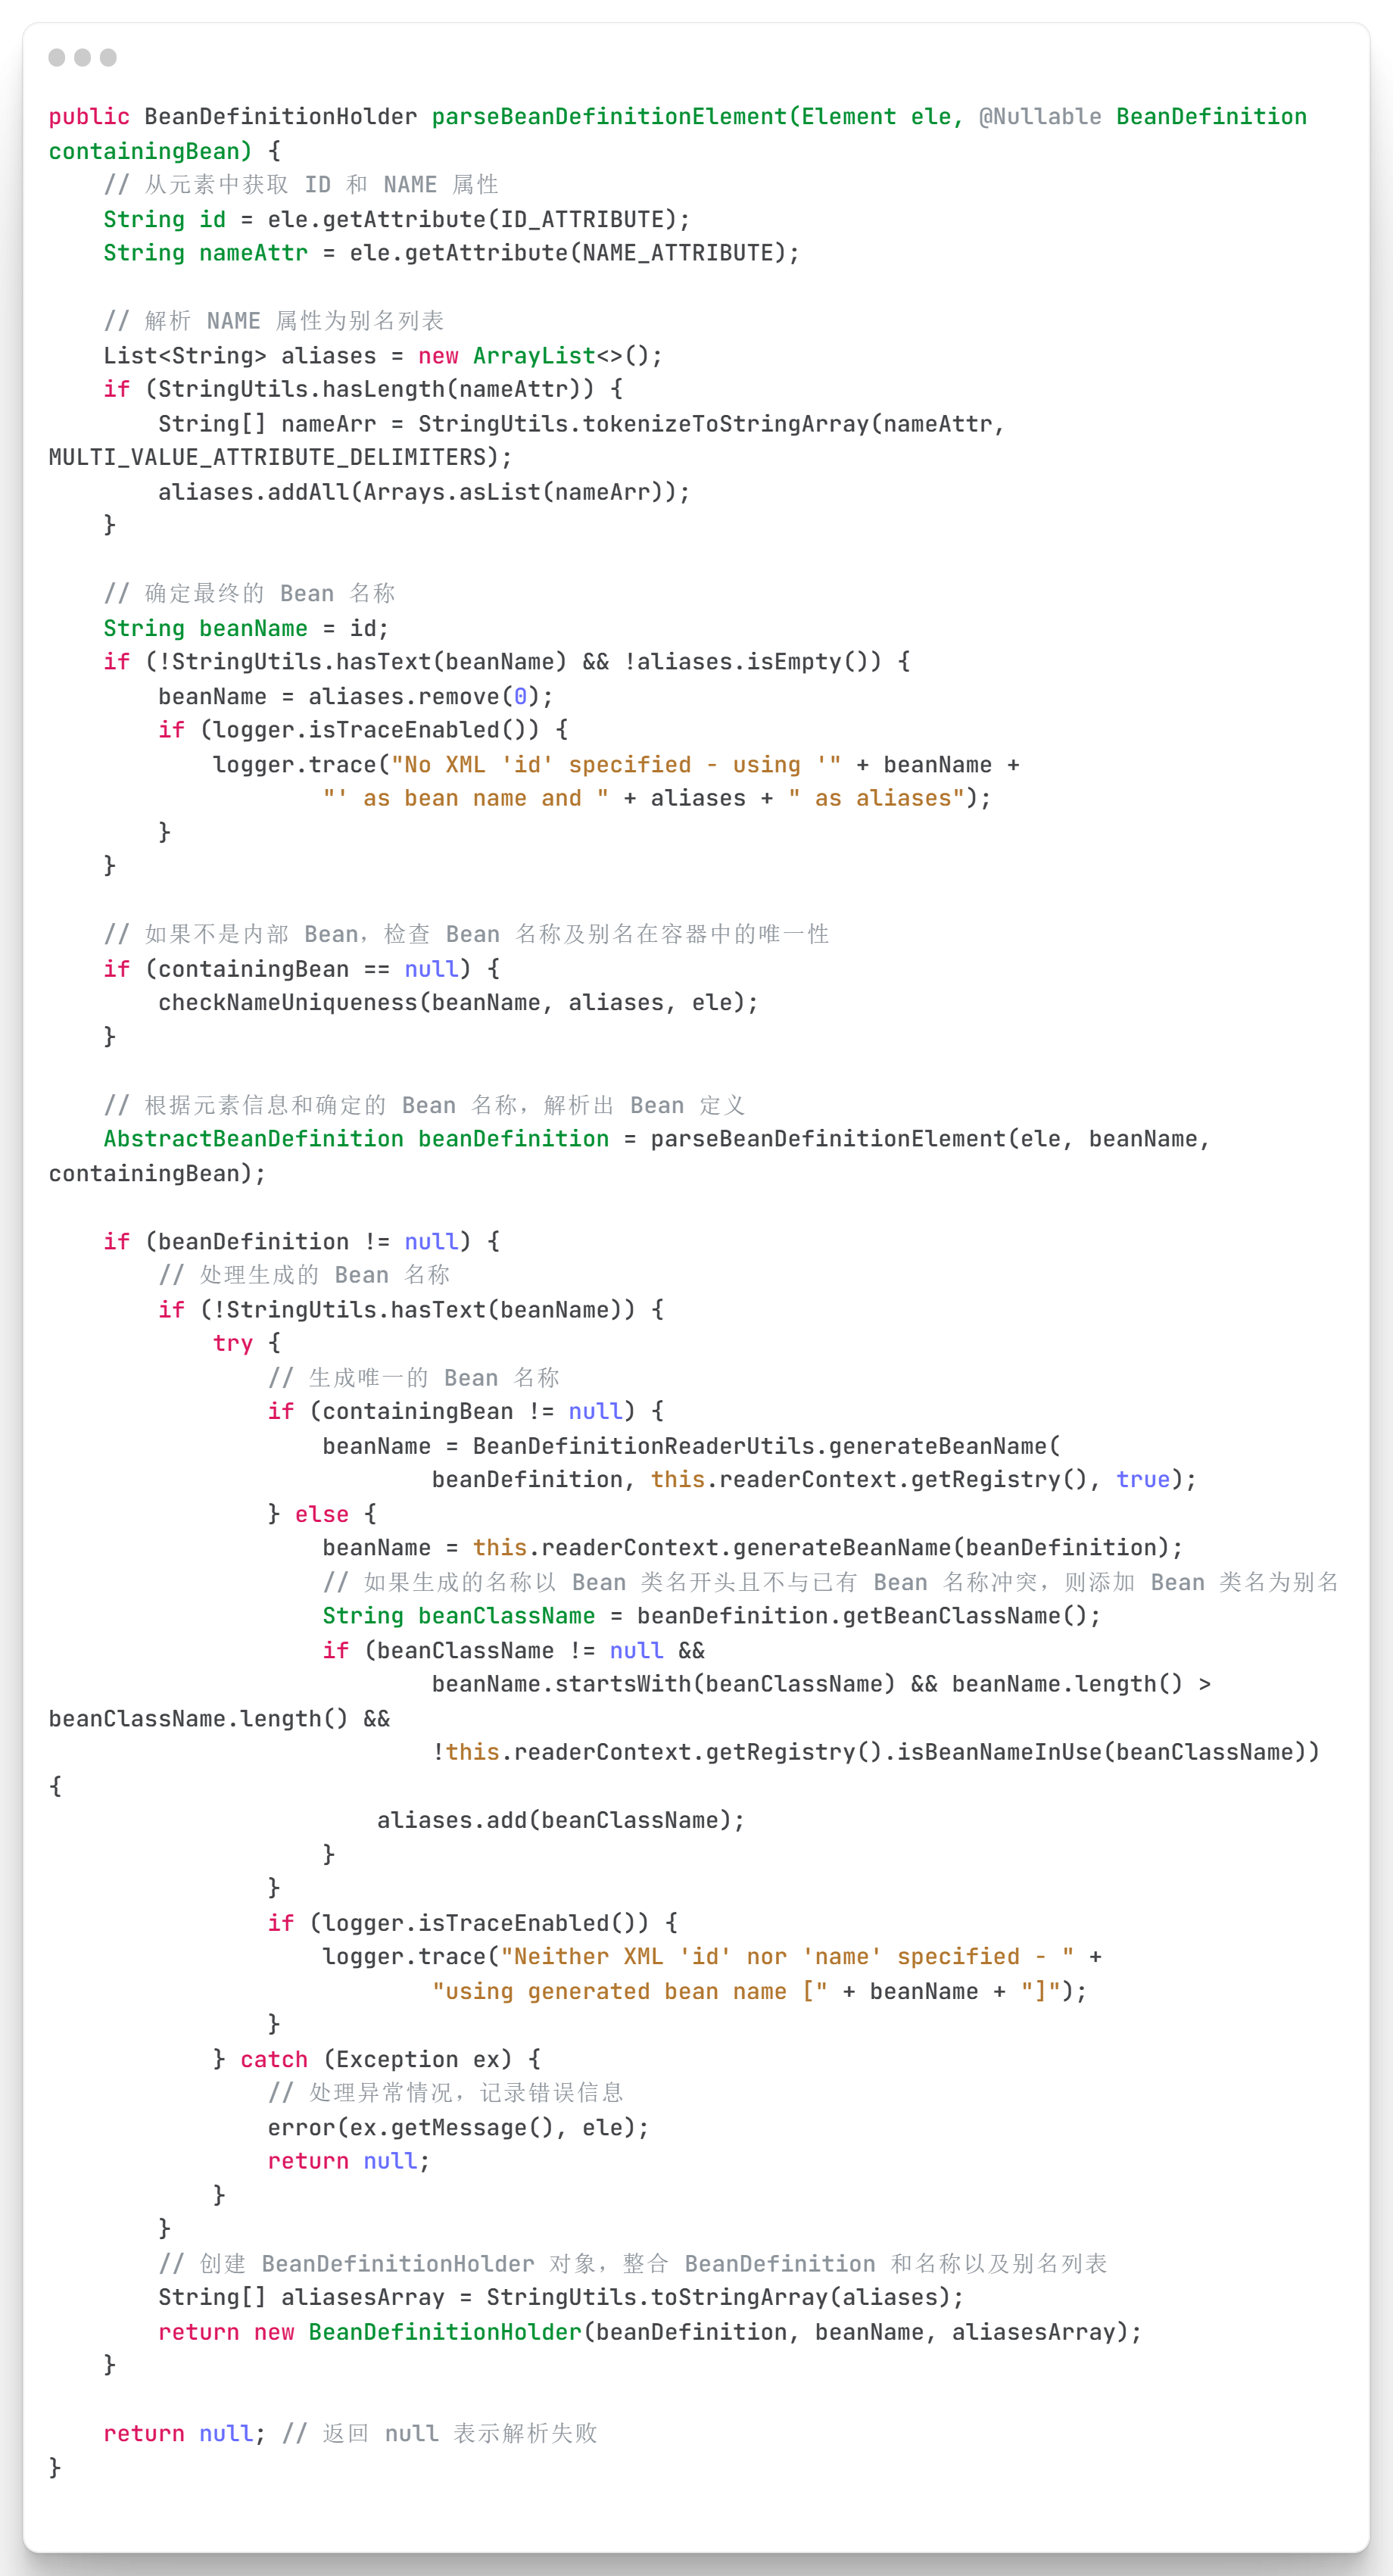 public BeanDefinitionHolder parseBeanDefinitionElement(Element ele, @Nullable BeanDefinition
containingBean) {
    // 从元素中获取 ID 和 NAME 属性
    String id = ele.getAttribute(ID_ATTRIBUTE);
    String nameAttr = ele.getAttribute(NAME_ATTRIBUTE);

    // 解析 NAME 属性为别名列表
    List<String> aliases = new ArrayList<>();
    if (StringUtils.hasLength(nameAttr)) {
        String[] nameArr = StringUtils.tokenizeToStringArray(nameAttr,
MULTI_VALUE_ATTRIBUTE_DELIMITERS);
        aliases.addAll(Arrays.asList(nameArr));
    }

    // 确定最终的 Bean 名称
    String beanName = id;
    if (!StringUtils.hasText(beanName) && !aliases.isEmpty()) {
        beanName = aliases.remove(0);
        if (logger.isTraceEnabled()) {
            logger.trace("No XML 'id' specified - using '" + beanName +
                    "' as bean name and " + aliases + " as aliases");
        }
    }

    // 如果不是内部 Bean，检查 Bean 名称及别名在容器中的唯一性
    if (containingBean == null) {
        checkNameUniqueness(beanName, aliases, ele);
    }

    // 根据元素信息和确定的 Bean 名称，解析出 Bean 定义
    AbstractBeanDefinition beanDefinition = parseBeanDefinitionElement(ele, beanName,
containingBean);

    if (beanDefinition != null) {
        // 处理生成的 Bean 名称
        if (!StringUtils.hasText(beanName)) {
            try {
                // 生成唯一的 Bean 名称
                if (containingBean != null) {
                    beanName = BeanDefinitionReaderUtils.generateBeanName(
                            beanDefinition, this.readerContext.getRegistry(), true);
                } else {
                    beanName = this.readerContext.generateBeanName(beanDefinition);
                    // 如果生成的名称以 Bean 类名开头且不与已有 Bean 名称冲突，则添加 Bean 类名为别名
                    String beanClassName = beanDefinition.getBeanClassName();
                    if (beanClassName != null &&
                            beanName.startsWith(beanClassName) && beanName.length() >
beanClassName.length() &&
                            !this.readerContext.getRegistry().isBeanNameInUse(beanClassName))
{
                        aliases.add(beanClassName);
                    }
                }
                if (logger.isTraceEnabled()) {
                    logger.trace("Neither XML 'id' nor 'name' specified - " +
                            "using generated bean name [" + beanName + "]");
                }
            } catch (Exception ex) {
                // 处理异常情况，记录错误信息
                error(ex.getMessage(), ele);
                return null;
            }
        }
        // 创建 BeanDefinitionHolder 对象，整合 BeanDefinition 和名称以及别名列表
        String[] aliasesArray = StringUtils.toStringArray(aliases);
        return new BeanDefinitionHolder(beanDefinition, beanName, aliasesArray);
    }

    return null; // 返回 null 表示解析失败
}